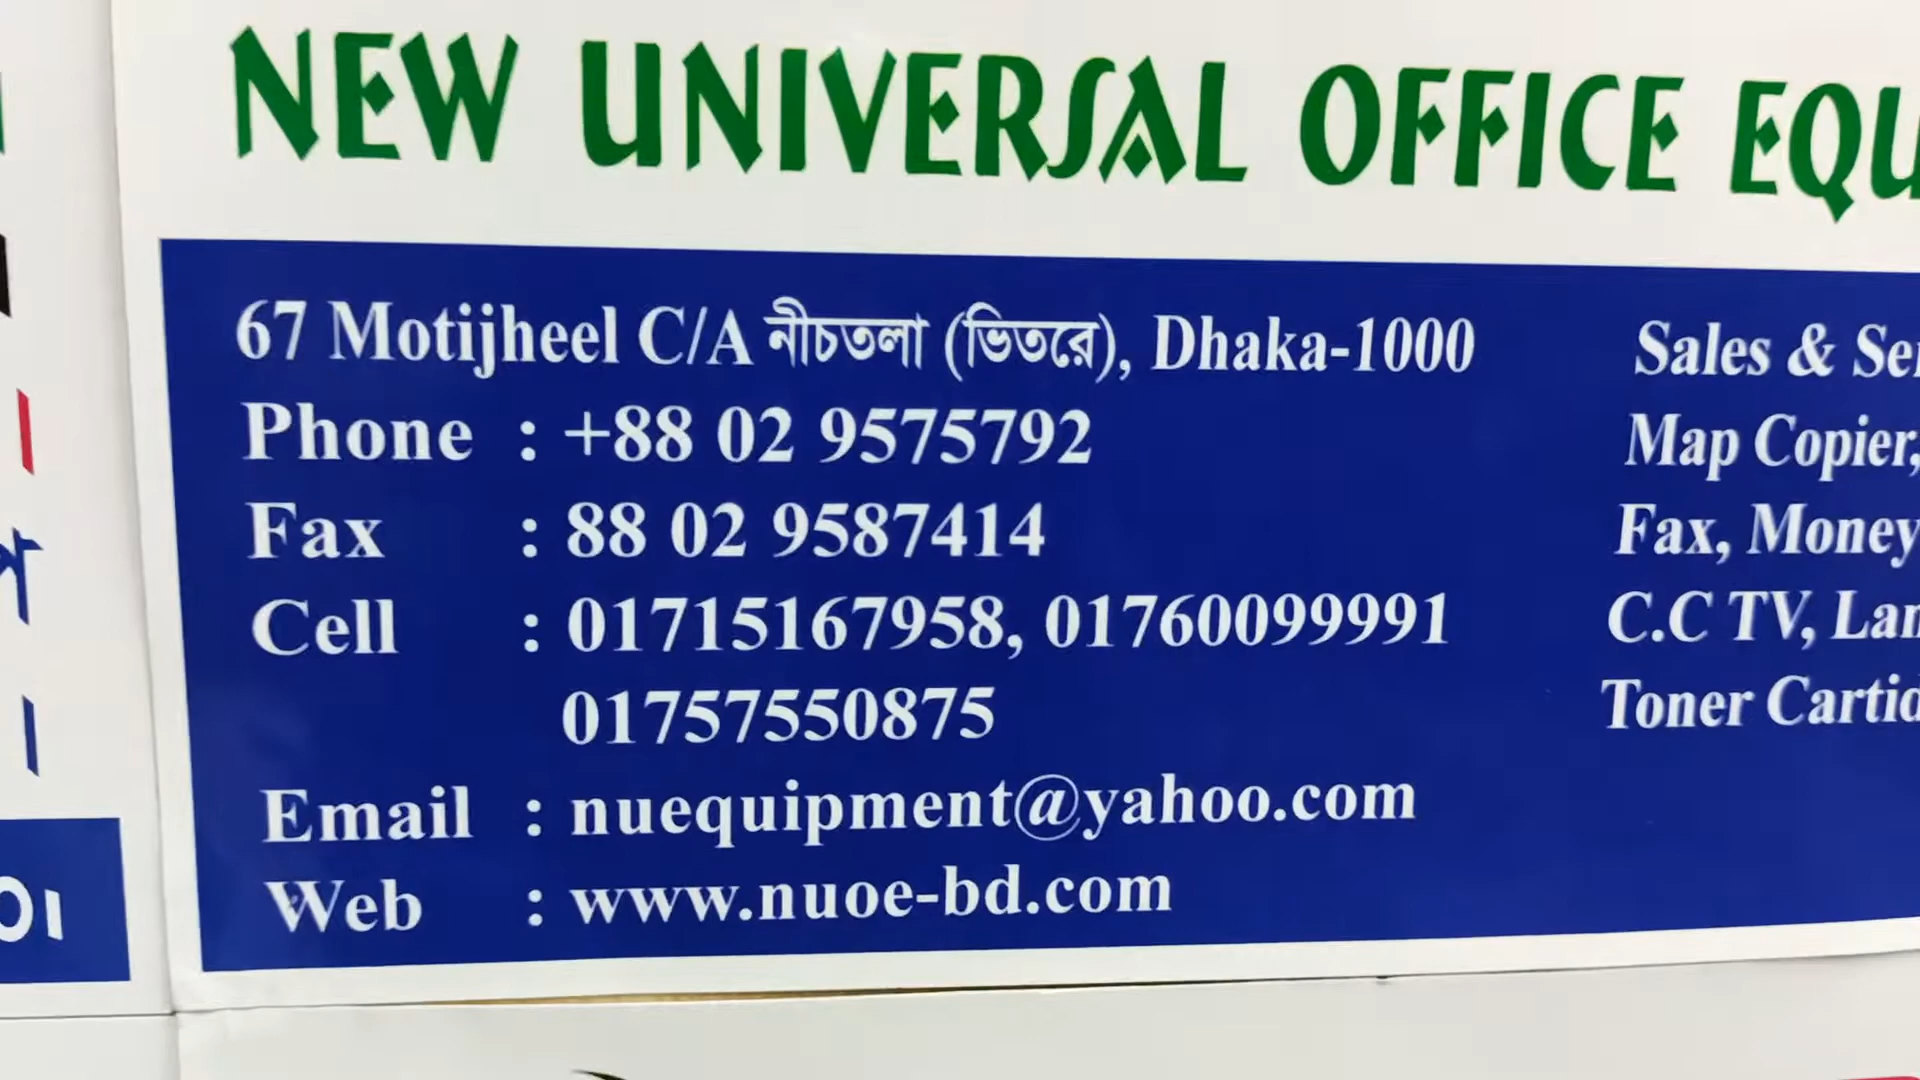 NEW UNIVERSAL OFFICE EQU
67 Motijheel C/A নীচতলা (ভিতরে), Dhaka-1000
Phone : +88 02 9575792
Fax : 88 02 9587414
Cell : 01715167958, 01760099991
01757550875
Email : nuequipment@yahoo.com
Web : www.nuoe-bd.com
Sales & Ser
Map Copier,
Fax, Money
C.C TV, Lan
Toner Cartid